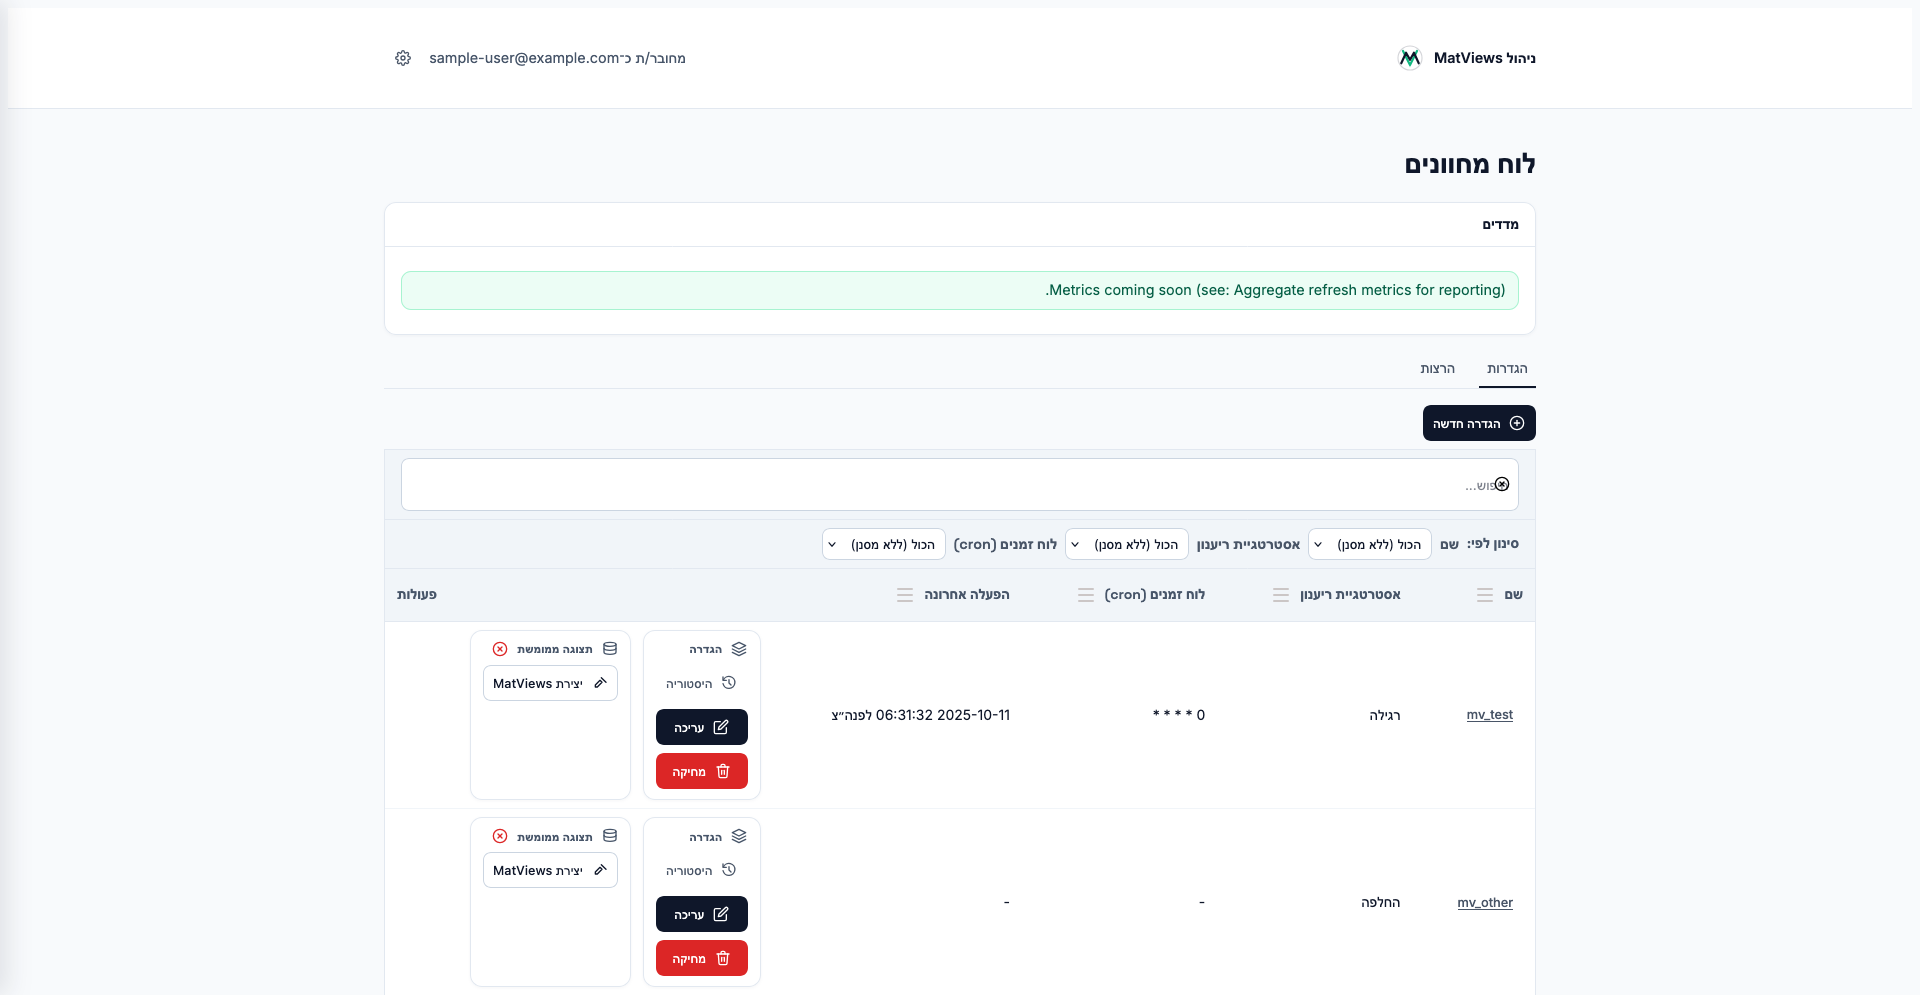 ניהול MatViews
מחובר/ת כ־sample-user@example.com
לוח מחוונים
מדדים
Metrics coming soon (see: Aggregate refresh metrics for reporting).
הגדרות
הרצות
הגדרה חדשה
סינון לפי: שם הכול (ללא מסנן) אסטרטגיית ריענון הכול (ללא מסנן) לוח זמנים (cron) הכול (ללא מסנן)
שם אסטרטגיית ריענון לוח זמנים (cron) הפעלה אחרונה פעולות
mv_test רגילה 0 * * * * 2025-10-11 06:31:32 לפנה״צ
הגדרה
היסטוריה
עריכה
מחיקה
תצוגה ממומשת
יצירת MatViews
mv_other החלפה - -
הגדרה
היסטוריה
עריכה
מחיקה
תצוגה ממומשת
יצירת MatViews